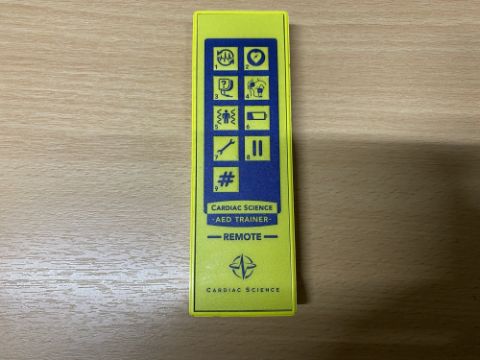 1
2
?
3
4
5
6
7
8
#
9
CARDIAC SCIENCE
-AED TRAINER-
REMOTE
CARDIAC SCIENCE